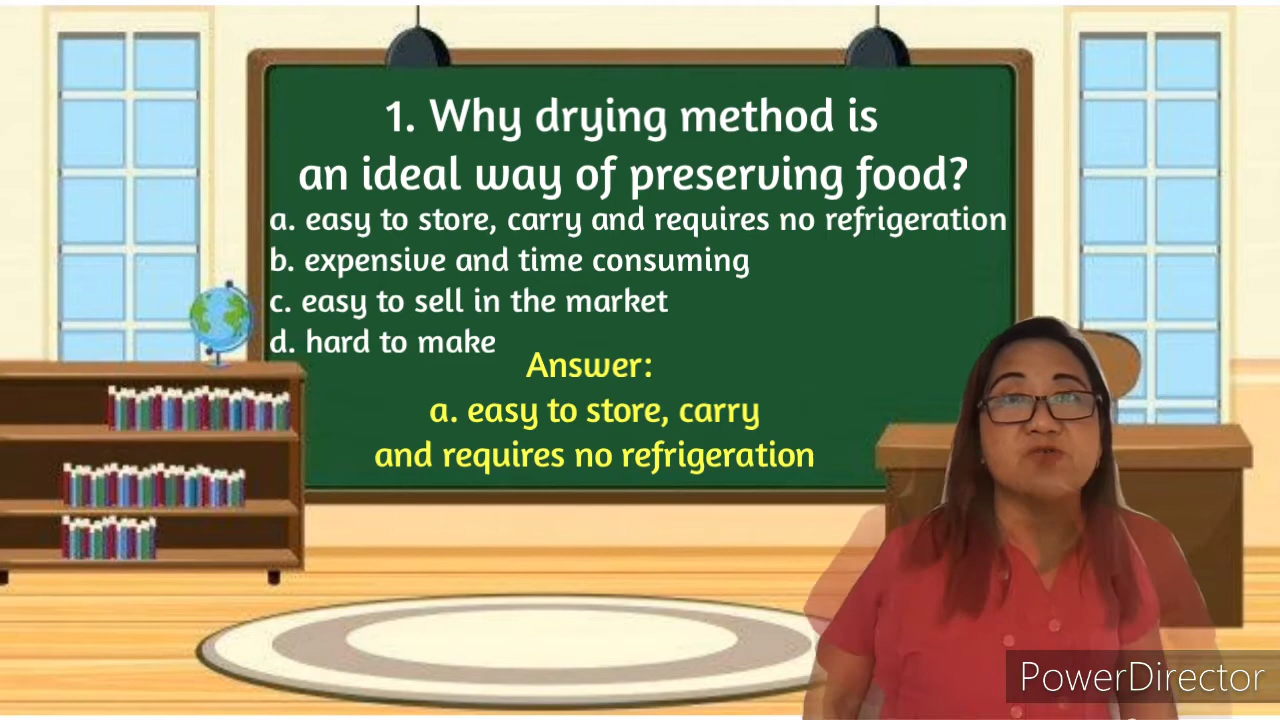 1. Why drying method is
an ideal way of preserving food?
a. easy to store, carry and requires no refrigeration
b. expensive and time consuming
c. easy to sell in the market
d. hard to make
Answer:
a. easy to store, carry
and requires no refrigeration
PowerDirector